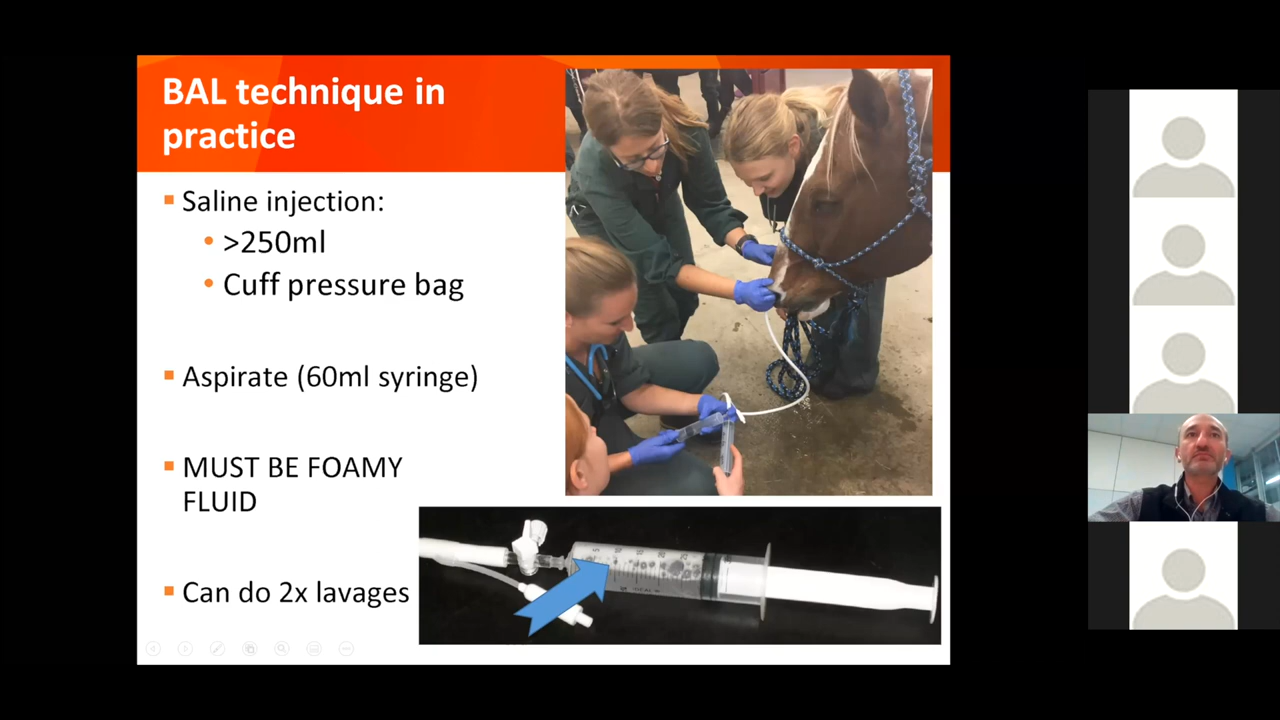 BAL technique in
practice
Saline injection:
>250ml
Cuff pressure bag
Aspirate (60ml syringe)
MUST BE FOAMY
FLUID
Can do 2x lavages